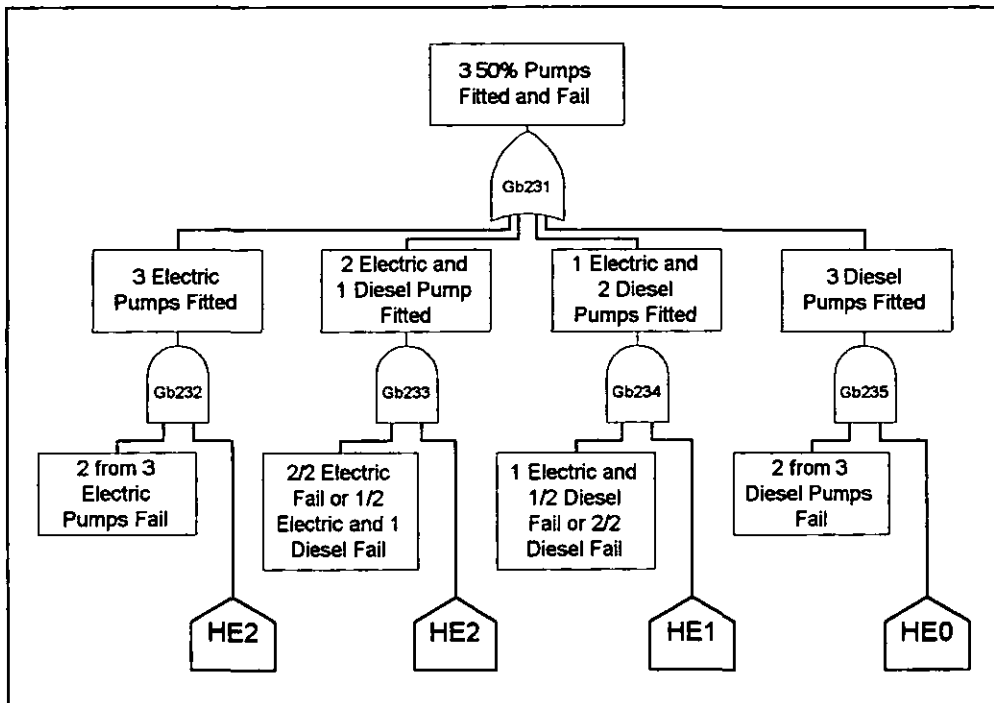 3 50% Pumps
Fitted and Fail
Gb231
3 Electric
Pumps Fitted
2 Electric and
1 Diesel Pump
Fitted
1 Electric and
2 Diesel
Pumps Fitted
3 Diesel
Pumps Fitted
Gb232
Gb233
Gb234
Gb235
2 from 3
Electric
Pumps Fail
2/2 Electric
Fail or 1/2
Electric and 1
Diesel Fail
1 Electric and
1/2 Diesel
Fail or 2/2
Diesel Fail
2 from 3
Diesel Pumps
Fail
HE2
HE2
HE1
HE0